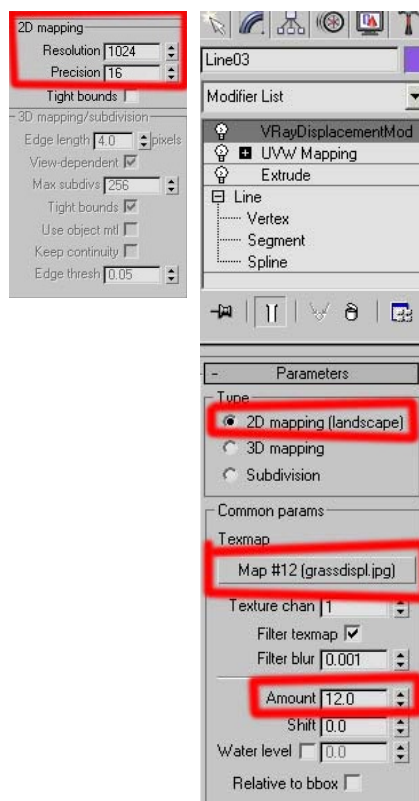 2D mapping
Resolution 1024
Precision 16
Tight bounds
3D mapping/subdivision
Edge length 4.0 pixels
View-dependent
Max subdivs 256
Tight bounds
Use object mtl
Keep continuity
Edge thresh 0.05
Line03
Modifier List
VRayDisplacementMod
UVW Mapping
Extrude
Line
Vertex
Segment
Spline
- Parameters
Type
2D mapping (landscape)
3D mapping
Subdivision
Common params
Texmap
Map #12 (grassdispl.jpg)
Texture chan 1
Filter texmap
Filter blur 0.001
Amount 12.0
Shift 0.0
Water level 0.0
Relative to bbox